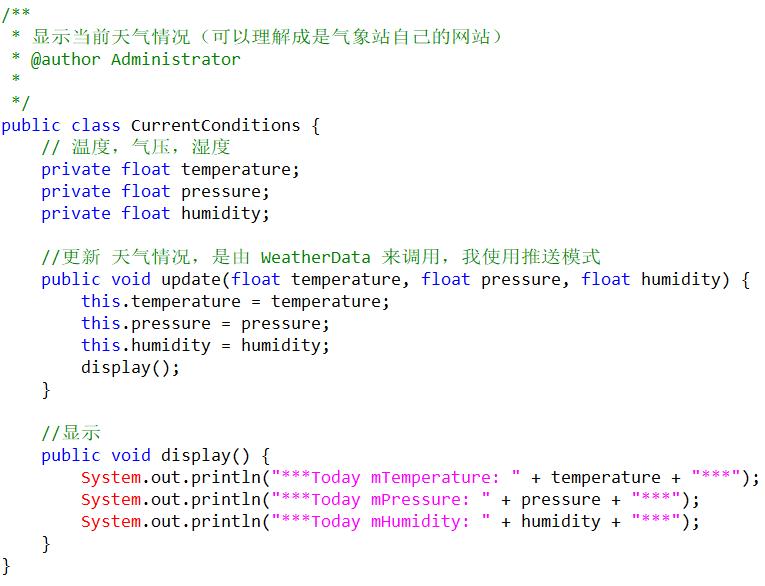 /**
 * 显示当前天气情况（可以理解成是气象站自己的网站）
 * @author Administrator
 *
 */
public class CurrentConditions {
    // 温度，气压，湿度
    private float temperature;
    private float pressure;
    private float humidity;

    //更新 天气情况，是由 WeatherData 来调用，我使用推送模式
    public void update(float temperature, float pressure, float humidity) {
        this.temperature = temperature;
        this.pressure = pressure;
        this.humidity = humidity;
        display();
    }

    //显示
    public void display() {
        System.out.println("***Today mTemperature: " + temperature + "***");
        System.out.println("***Today mPressure: " + pressure + "***");
        System.out.println("***Today mHumidity: " + humidity + "***");
    }
}